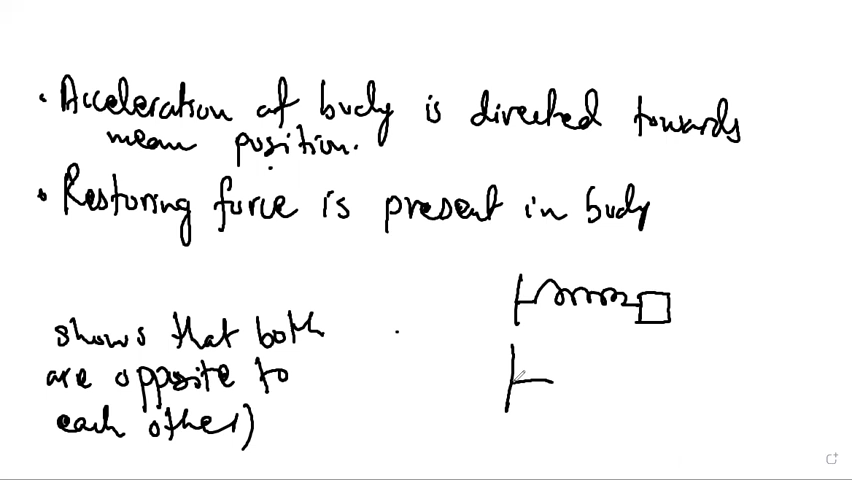 • Acceleration of body is directed towards
mean position.
• Restoring force is present in body
shows that both
are opposite to
each other)